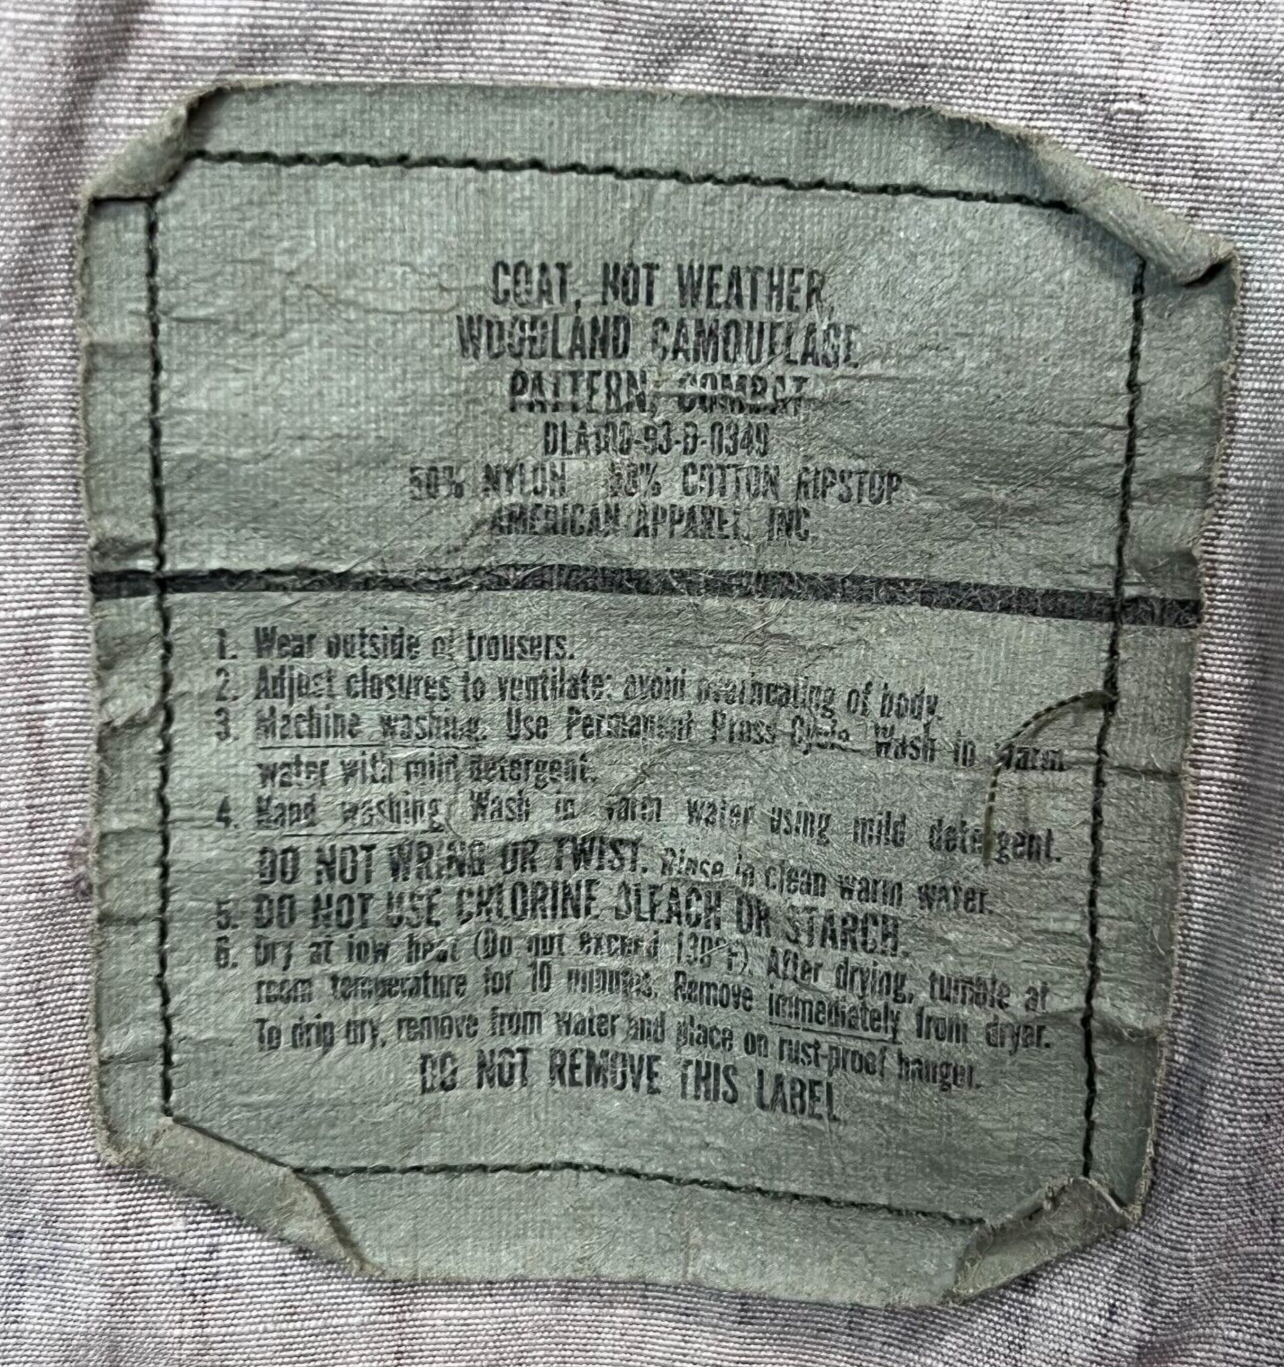 COAT, HOT WEATHER,
WOODLAND CAMOUFLAGE
PATTERN, COMBAT
DLA100-93-D-0349
50% NYLON 50% COTTON RIPSTOP
AMERICAN APPAREL, INC.
1. Wear outside of trousers.
2. Adjust closures to ventilate: avoid overheating of body.
3. Machine washing: Use Permanent Press Cycle. Wash in warm
water with mild detergent.
4. Hand washing: Wash in warm water using mild detergent.
DO NOT WRING OR TWIST. Rinse in clean warm water.
5. DO NOT USE CHLORINE BLEACH OR STARCH.
6. Dry at low heat (Do not exceed 130°F). After drying, tumble at
room temperature for 10 minutes. Remove immediately from dryer.
To drip dry, remove from water and place on rust-proof hanger.
DO NOT REMOVE THIS LABEL.